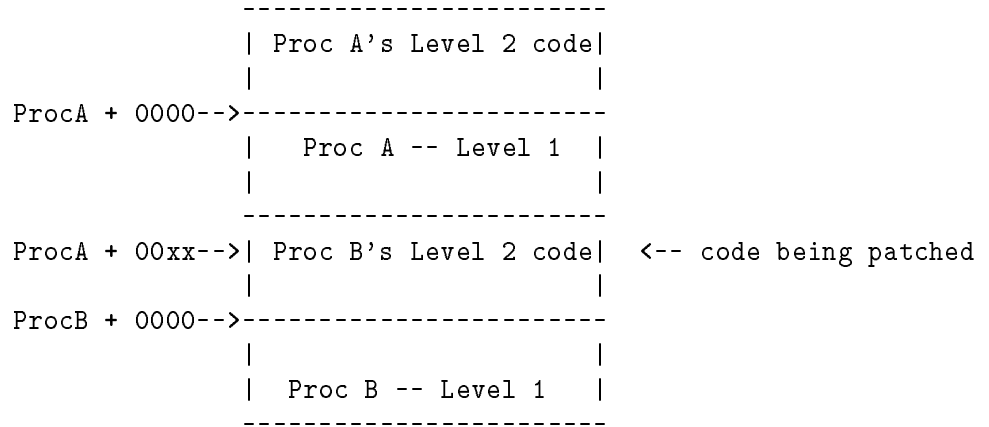 ------------------------
| Proc A's Level 2 code|
|                      |
ProcA + 0000-->------------------------
|   Proc A -- Level 1  |
|                      |
------------------------
ProcA + 00xx-->| Proc B's Level 2 code|  <-- code being patched
|                      |
ProcB + 0000-->------------------------
|                      |
|  Proc B -- Level 1   |
------------------------